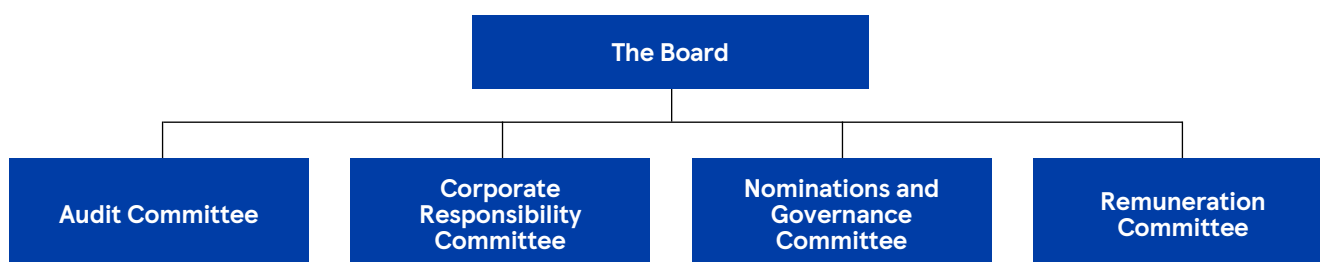 The Board
Audit Committee
Corporate
Responsibility
Committee
Nominations and
Governance
Committee
Remuneration
Committee